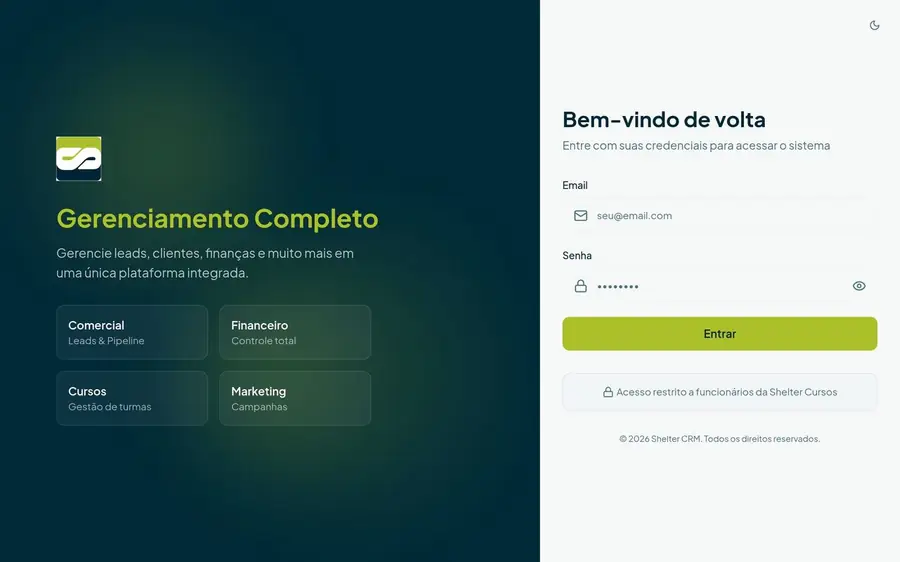 Gerenciamento Completo
Gerencie leads, clientes, finanças e muito mais em
uma única plataforma integrada.
Comercial
Leads & Pipeline
Financeiro
Controle total
Cursos
Gestão de turmas
Marketing
Campanhas
Bem-vindo de volta
Entre com suas credenciais para acessar o sistema
Email
seu@email.com
Senha
••••••••
Entrar
Acesso restrito a funcionários da Shelter Cursos
© 2026 Shelter CRM. Todos os direitos reservados.